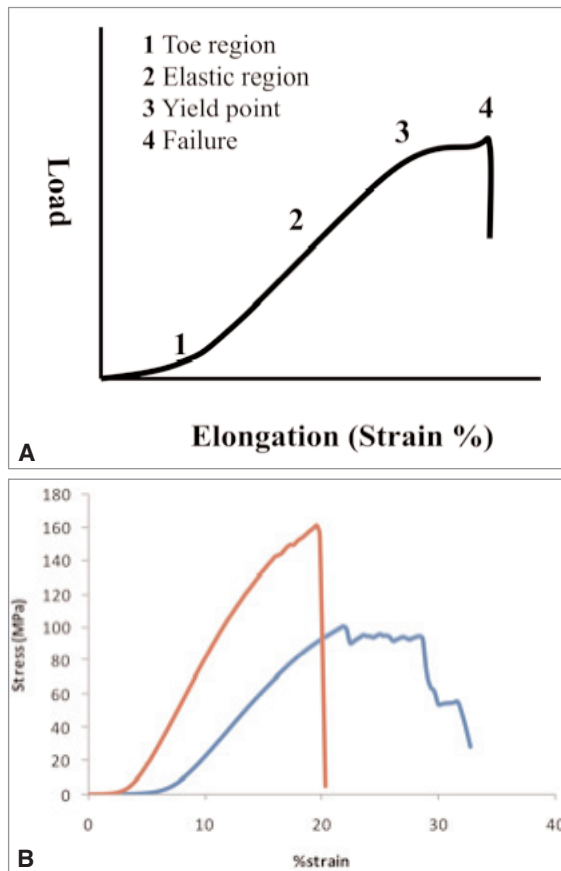 1 Toe region
2 Elastic region
3 Yield point
4 Failure
4
3
2
1
Load
Elongation (Strain %)
A
180
160
140
120
100
80
60
40
20
0
Stress (MPa)
0 10 20 30 40
%strain
B